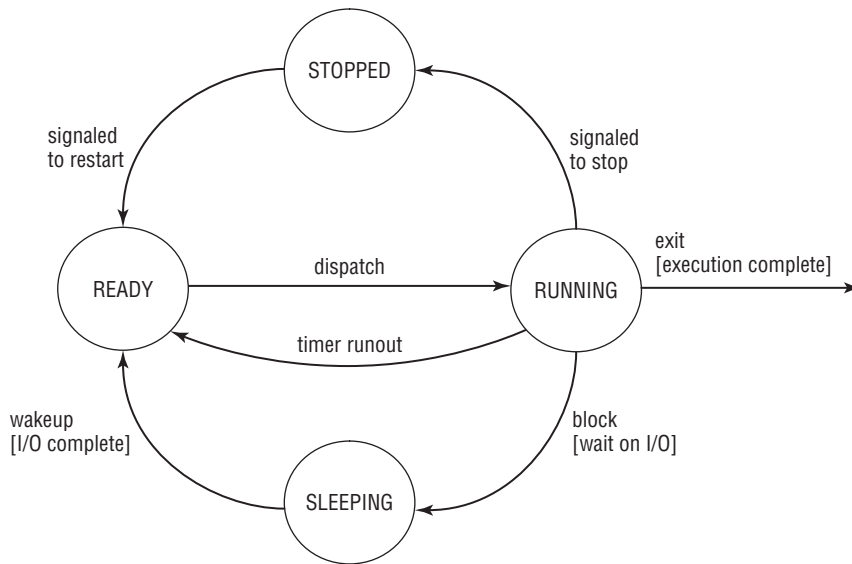 STOPPED
signaled
to restart
signaled
to stop
exit
[execution complete]
dispatch
READY
RUNNING
timer runout
wakeup
[I/O complete]
block
[wait on I/O]
SLEEPING